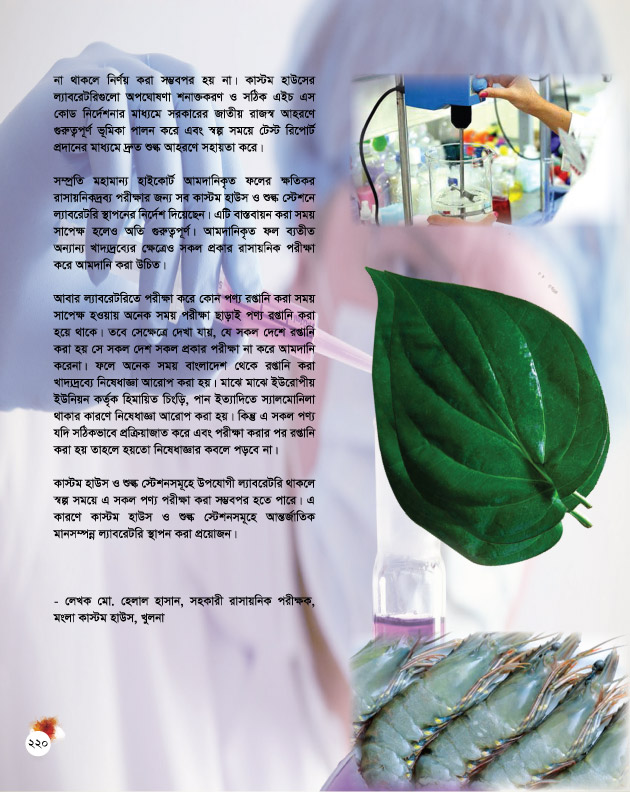 না থাকলে নির্ণয় করা সম্ভবপর হয় না। কাস্টম হাউসের
ল্যাবরেটরিগুলো অপঘোষণা শনাক্তকরণ ও সঠিক এইচ এস
কোড নির্দেশনার মাধ্যমে সরকারের জাতীয় রাজস্ব আহরণে
গুরুত্বপূর্ণ ভূমিকা পালন করে এবং স্বল্প সময়ে টেস্ট রিপোর্ট
প্রদানের মাধ্যমে দ্রুত শুল্ক আহরণে সহায়তা করে।
সম্প্রতি মহামান্য হাইকোর্ট আমদানিকৃত ফলের ক্ষতিকর
রাসায়নিকদ্রব্য পরীক্ষার জন্য সব কাস্টম হাউস ও শুল্ক স্টেশনে
ল্যাবরেটরি স্থাপনের নির্দেশ দিয়েছেন। এটি বাস্তবায়ন করা সময়
সাপেক্ষ হলেও অতি গুরুত্বপূর্ণ। আমদানিকৃত ফল ব্যতীত
অন্যান্য খাদ্যদ্রব্যের ক্ষেত্রেও সকল প্রকার রাসায়নিক পরীক্ষা
করে আমদানি করা উচিত।
আবার ল্যাবরেটরিতে পরীক্ষা করে কোন পণ্য রপ্তানি করা সময়
সাপেক্ষ হওয়ায় অনেক সময় পরীক্ষা ছাড়াই পণ্য রপ্তানি করা
হয়ে থাকে। তবে সেক্ষেত্রে দেখা যায়, যে সকল দেশে রপ্তানি
করা হয় সে সকল দেশ সকল প্রকার পরীক্ষা না করে আমদানি
করেনা। ফলে অনেক সময় বাংলাদেশ থেকে রপ্তানি করা
খাদ্যদ্রব্যে নিষেধাজ্ঞা আরোপ করা হয়। মাঝে মাঝে ইউরোপীয়
ইউনিয়ন কর্তৃক হিমায়িত চিংড়ি, পান ইত্যাদিতে স্যালমোনিলা
থাকার কারণে নিষেধাজ্ঞা আরোপ করা হয়। কিন্তু এ সকল পণ্য
যদি সঠিকভাবে প্রক্রিয়াজাত করে এবং পরীক্ষা করার পর রপ্তানি
করা হয় তাহলে হয়তো নিষেধাজ্ঞার কবলে পড়বে না।
কাস্টম হাউস ও শুল্ক স্টেশনসমূহে উপযোগী ল্যাবরেটরি থাকলে
স্বল্প সময়ে এ সকল পণ্য পরীক্ষা করা সম্ভবপর হতে পারে। এ
কারণে কাস্টম হাউস ও শুল্ক স্টেশনসমূহে আন্তর্জাতিক
মানসম্পন্ন ল্যাবরেটরি স্থাপন করা প্রয়োজন।
- লেখক মো. হেলাল হাসান, সহকারী রাসায়নিক পরীক্ষক,
মংলা কাস্টম হাউস, খুলনা
২২০